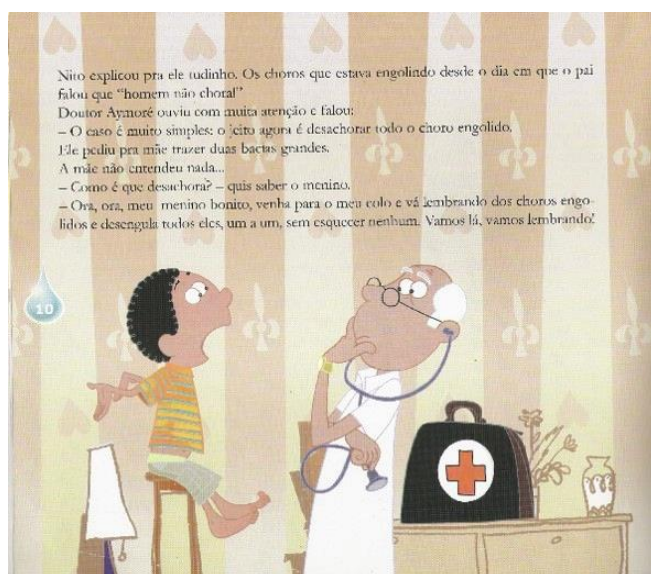 Nito explicou pra ele tudinho. Os choros que estava engolindo desde o dia em que o pai
falou que “homem não chora!”
Doutor Aymoré ouviu com muita atenção e falou:
– O caso é muito simples: o jeito agora é desachorar todo o choro engolido.
Ele pediu pra mãe trazer duas bacias grandes.
A mãe não entendeu nada...
– Como é que desachora? – quis saber o menino.
– Ora, ora, meu menino bonito, venha para o meu colo e vá lembrando dos choros engo-
lidos e desengula todos eles, um a um, sem esquecer nenhum. Vamos lá, vamos lembrando!
10